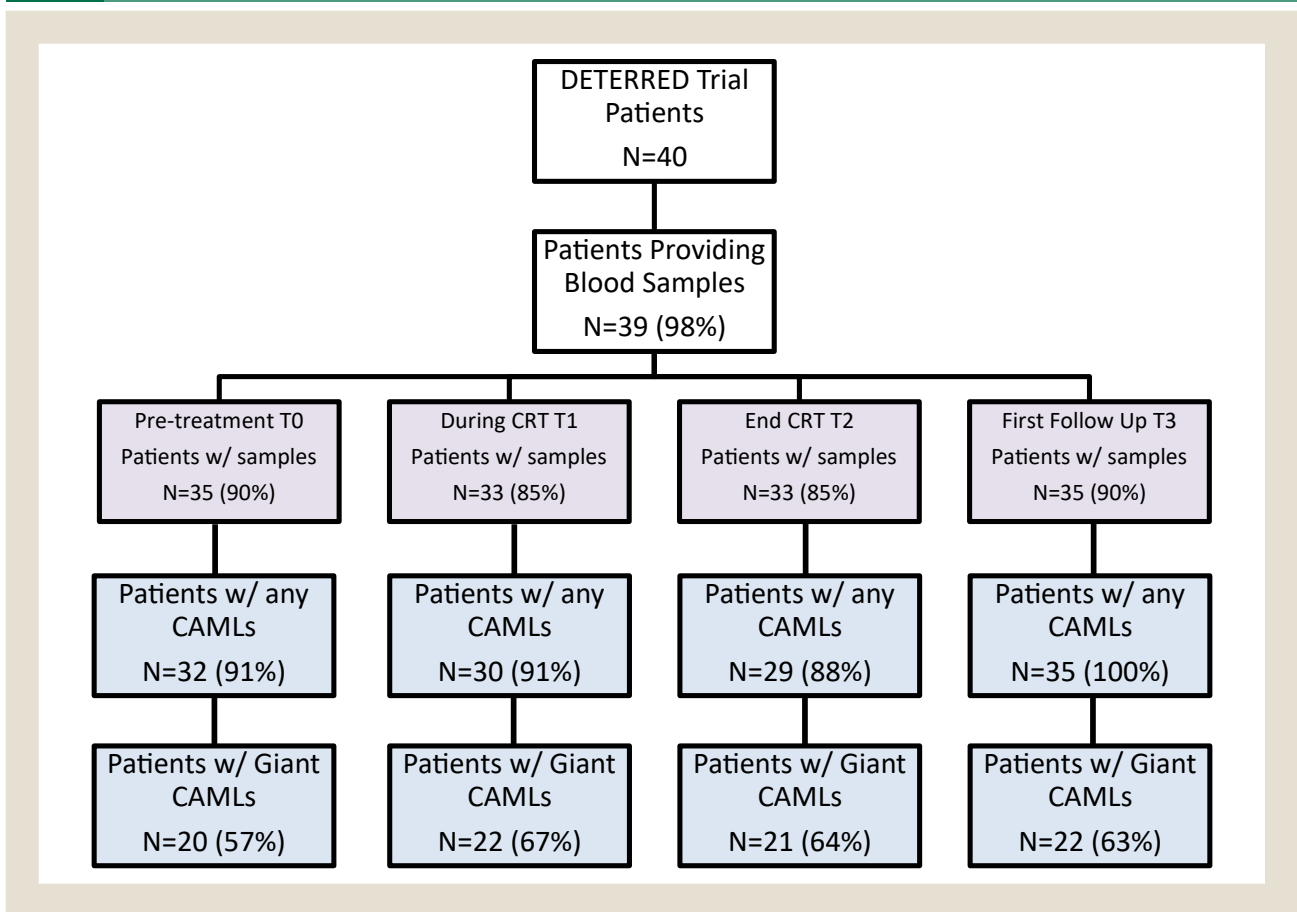 DETERRED Trial
Patients
N=40
Patients Providing
Blood Samples
N=39 (98%)
Pre-treatment T0
Patients w/ samples
N=35 (90%)
During CRT T1
Patients w/ samples
N=33 (85%)
End CRT T2
Patients w/ samples
N=33 (85%)
First Follow Up T3
Patients w/ samples
N=35 (90%)
Patients w/ any
CAMLs
N=32 (91%)
Patients w/ any
CAMLs
N=30 (91%)
Patients w/ any
CAMLs
N=29 (88%)
Patients w/ any
CAMLs
N=35 (100%)
Patients w/ Giant
CAMLs
N=20 (57%)
Patients w/ Giant
CAMLs
N=22 (67%)
Patients w/ Giant
CAMLs
N=21 (64%)
Patients w/ Giant
CAMLs
N=22 (63%)